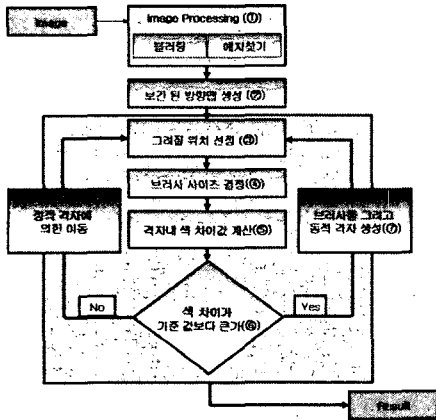 Image
Image Processing (①)
블러링
에지찾기
보간 된 방향맵 생성 (②)
그려질 위치 선정 (③)
브러시 사이즈 결정(④)
정적 격자에
의한 이동
격자내 색 차이값 계산(⑤)
브러시를 그리고
동적 격자 생성(⑦)
No
색 차이가
기준 값보다 큰가(⑥)
Yes
Result